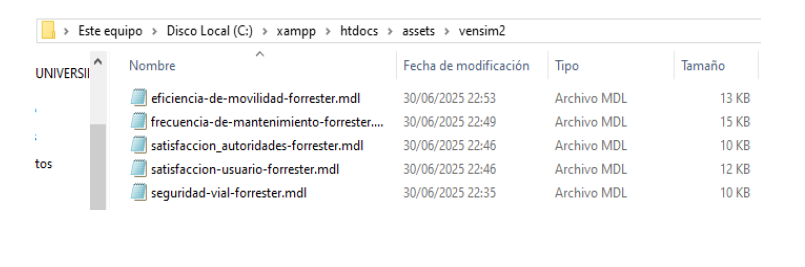 Este equipo > Disco Local (C:) > xampp > htdocs > assets > vensim2
UNIVERSI
Nombre Fecha de modificación Tipo Tamaño
eficiencia-de-movilidad-forrester.mdl 30/06/2025 22:53 Archivo MDL 13 KB
frecuencia-de-mantenimiento-forrester.... 30/06/2025 22:49 Archivo MDL 15 KB
satisfaccion_autoridades-forrester.mdl 30/06/2025 22:46 Archivo MDL 10 KB
tos
satisfaccion-usuario-forrester.mdl 30/06/2025 22:46 Archivo MDL 12 KB
seguridad-vial-forrester.mdl 30/06/2025 22:35 Archivo MDL 10 KB